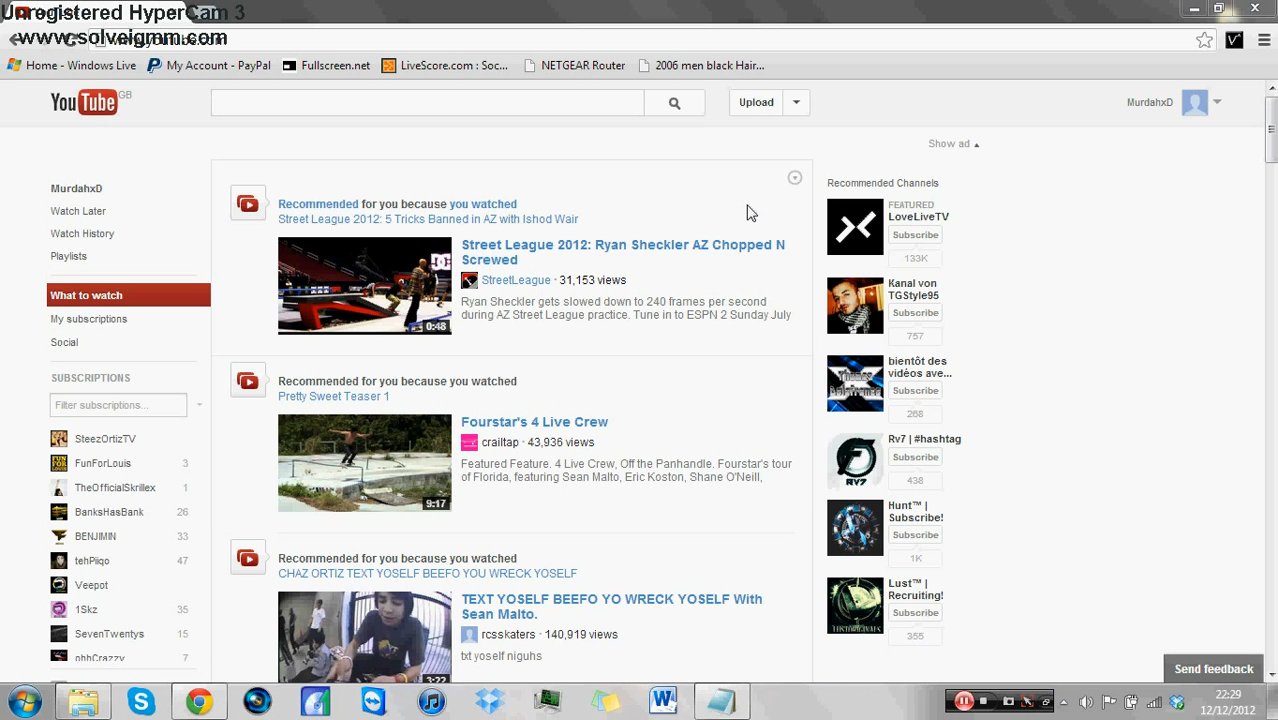 Unregistered HyperCam 3
www.solveigmm.com
Home - Windows Live
My Account - PayPal
Fullscreen.net
LiveScore.com : Soc...
NETGEAR Router
2006 men black Hair...
YouTube GB
Upload
MurdahxD
Show ad
MurdahxD
Watch Later
Watch History
Playlists
What to watch
My subscriptions
Social
SUBSCRIPTIONS
Filter subscriptions...
SteezOrtizTV
FunForLouis 3
TheOfficialSkrillex 1
BanksHasBank 26
BENJIMIN 33
tehPiiqo 47
Veepot
1Skz 35
SevenTwentys 15
ohhCrazzy 7
Recommended for you because you watched
Street League 2012: 5 Tricks Banned in AZ with Ishod Wair
Street League 2012: Ryan Sheckler AZ Chopped N
Screwed
StreetLeague · 31,153 views
Ryan Sheckler gets slowed down to 240 frames per second
during AZ Street League practice. Tune in to ESPN 2 Sunday July
0:48
Recommended for you because you watched
Pretty Sweet Teaser 1
Fourstar's 4 Live Crew
crailtap · 43,936 views
Featured Feature. 4 Live Crew, Off the Panhandle. Fourstar's tour
of Florida, featuring Sean Malto, Eric Koston, Shane O'Neill,
9:17
Recommended for you because you watched
CHAZ ORTIZ TEXT YOSELF BEEFO YOU WRECK YOSELF
TEXT YOSELF BEEFO YO WRECK YOSELF With
Sean Malto.
rcsskaters · 140,919 views
txt yoself niguhs
3:22
Recommended Channels
FEATURED
LoveLiveTV
Subscribe
133K
Kanal von
TGStyle95
Subscribe
757
bientôt des
vidéos ave...
Subscribe
268
Rv7 | #hashtag
Subscribe
438
RV7
Hunt™ |
Subscribe!
Subscribe
1K
Lust™ |
Recruiting!
Subscribe
355
Send feedback
22:29
12/12/2012